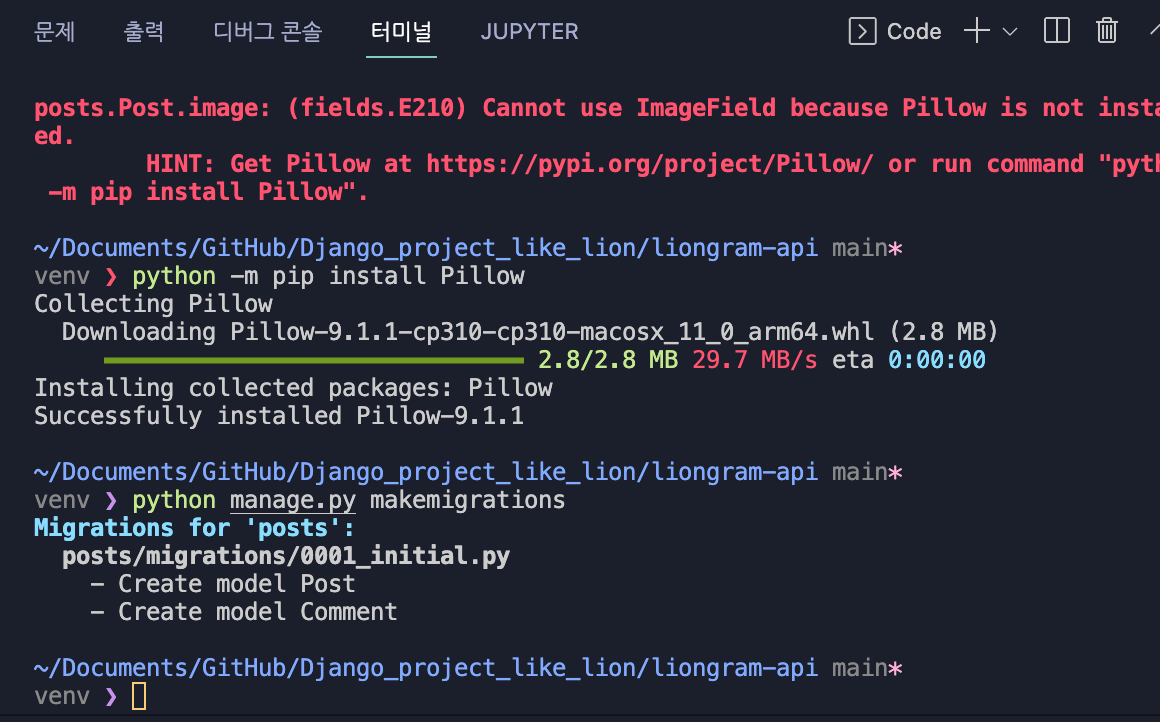 문제 출력 디버그 콘솔 터미널 JUPYTER Code
posts.Post.image: (fields.E210) Cannot use ImageField because Pillow is not insta
ed.
HINT: Get Pillow at https://pypi.org/project/Pillow/ or run command "pyth
-m pip install Pillow".
~/Documents/GitHub/Django_project_like_lion/liongram-api main*
venv ❯ python -m pip install Pillow
Collecting Pillow
Downloading Pillow-9.1.1-cp310-cp310-macosx_11_0_arm64.whl (2.8 MB)
2.8/2.8 MB 29.7 MB/s eta 0:00:00
Installing collected packages: Pillow
Successfully installed Pillow-9.1.1
~/Documents/GitHub/Django_project_like_lion/liongram-api main*
venv ❯ python manage.py makemigrations
Migrations for 'posts':
posts/migrations/0001_initial.py
- Create model Post
- Create model Comment
~/Documents/GitHub/Django_project_like_lion/liongram-api main*
venv ❯